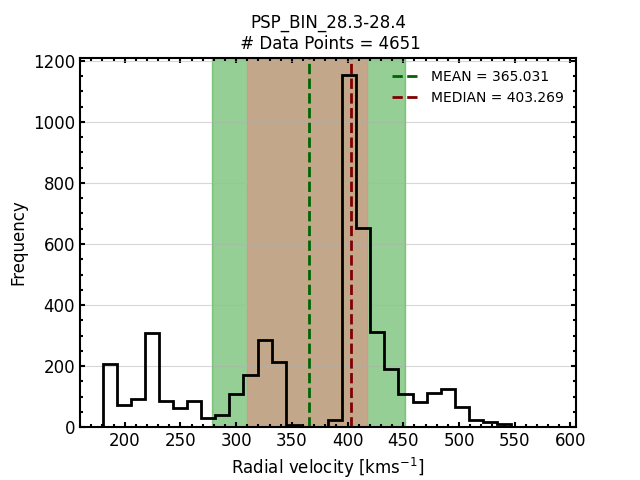 PSP_BIN_28.3-28.4
# Data Points = 4651
MEAN = 365.031
MEDIAN = 403.269
1200
1000
800
600
400
200
0
Frequency
200 250 300 350 400 450 500 550 600
Radial velocity [kms⁻¹]